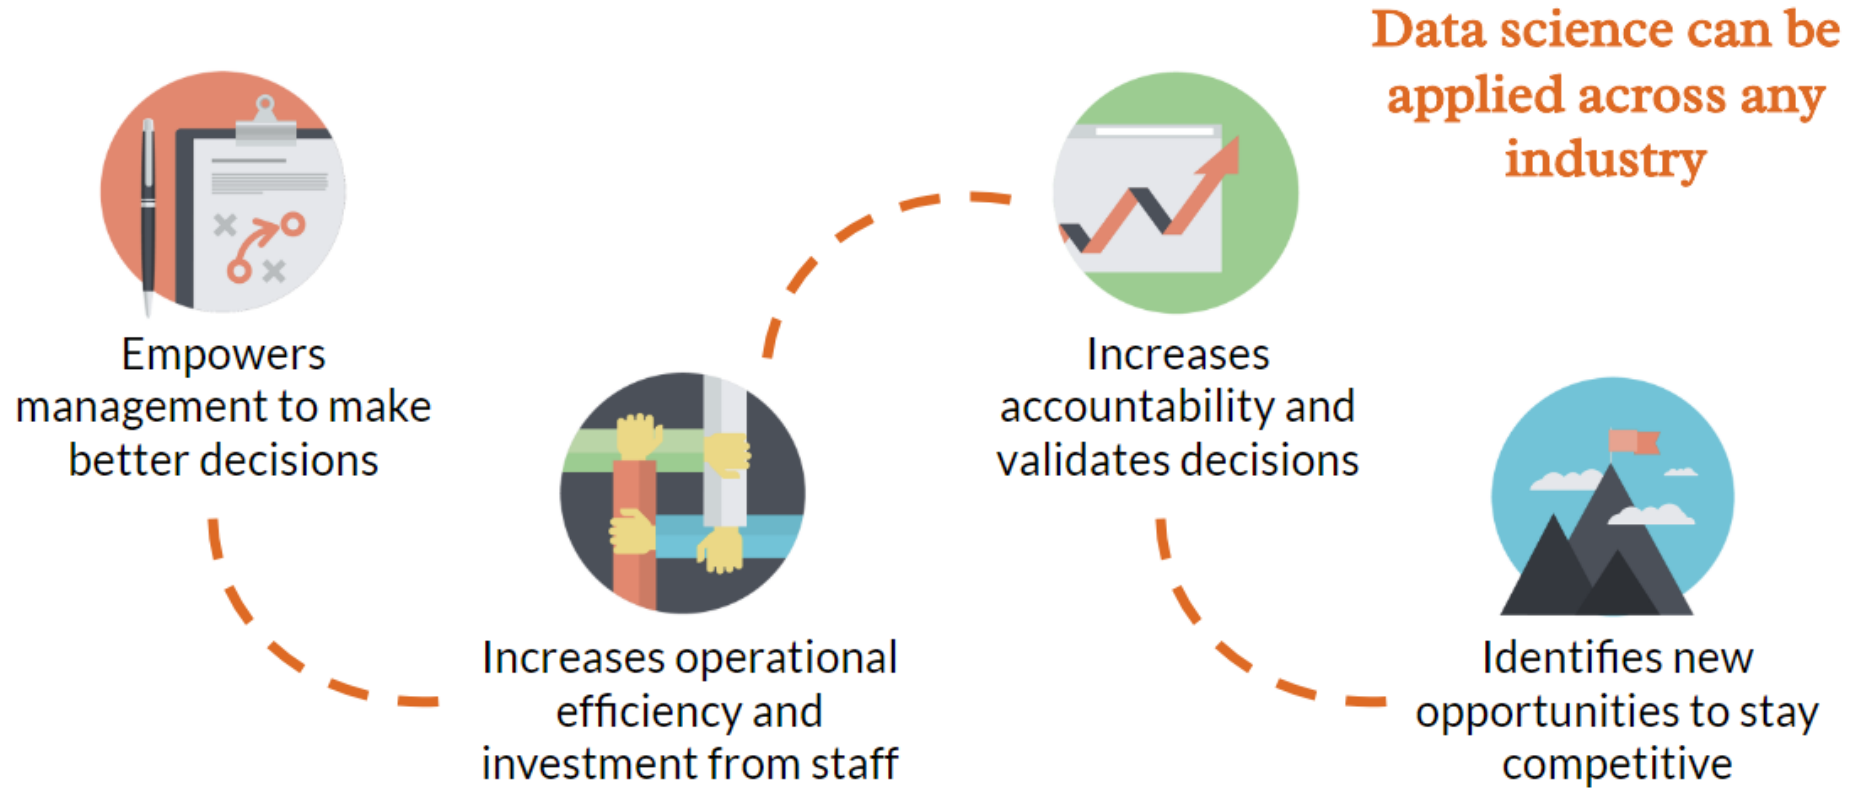 Data science can be
applied across any
industry
Empowers
management to make
better decisions
Increases operational
efficiency and
investment from staff
Increases
accountability and
validates decisions
Identifies new
opportunities to stay
competitive